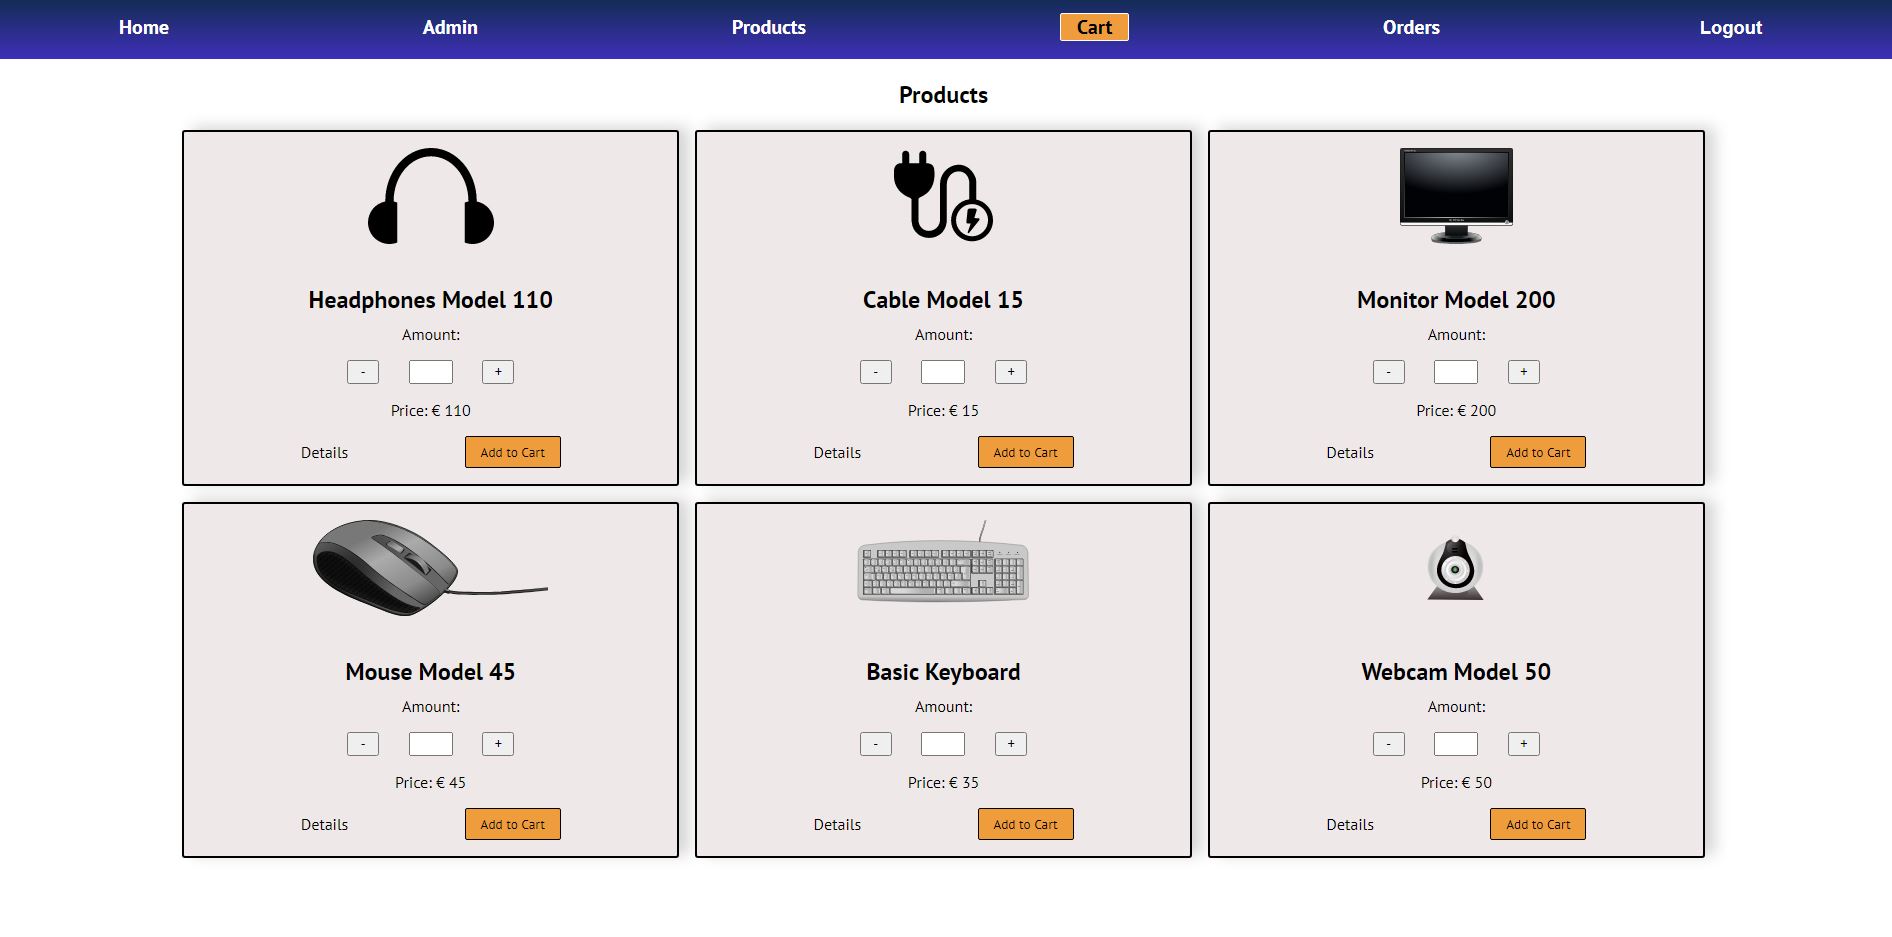 Home Admin Products Cart Orders Logout
Products
Headphones Model 110
Amount:
- +
Price: € 110
Details Add to Cart
Cable Model 15
Amount:
- +
Price: € 15
Details Add to Cart
Monitor Model 200
Amount:
- +
Price: € 200
Details Add to Cart
Mouse Model 45
Amount:
- +
Price: € 45
Details Add to Cart
Basic Keyboard
Amount:
- +
Price: € 35
Details Add to Cart
Webcam Model 50
Amount:
- +
Price: € 50
Details Add to Cart